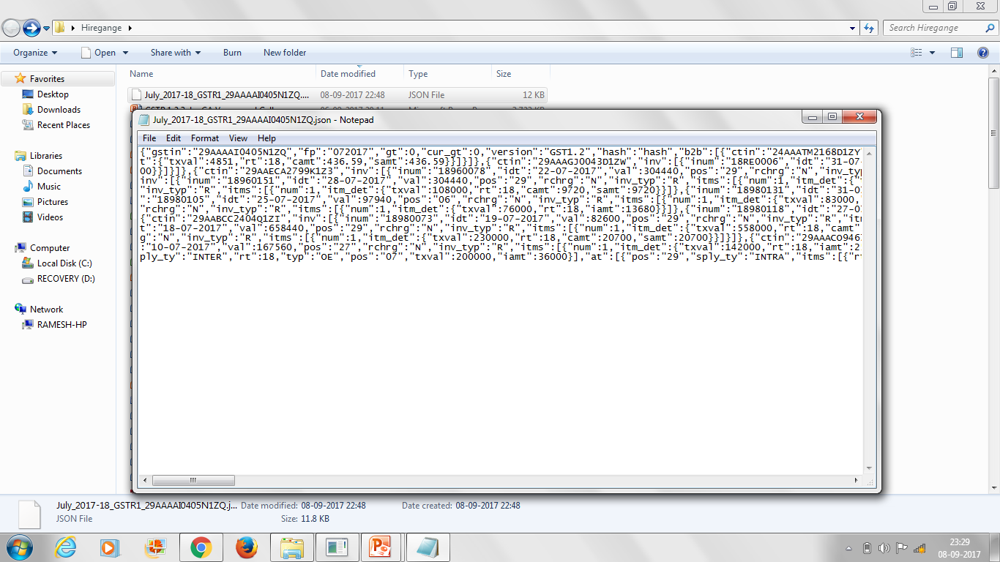 Hiregange
Search Hiregange
Organize
Open
Share with
Burn
New folder
Favorites
Desktop
Downloads
Recent Places
Libraries
Documents
Music
Pictures
Videos
Computer
Local Disk (C:)
RECOVERY (D:)
Network
RAMESH-HP
Name
Date modified
Type
Size
July_2017-18_GSTR1_29AAAAI0405N1ZQ....
08-09-2017 22:48
JSON File
12 KB
July_2017-18_GSTR1_29AAAAI0405N1ZQ.json - Notepad
File Edit Format View Help
{"gstin":"29AAAAI0405N1ZQ","fp":"072017","gt":0,"cur_gt":0,"version":"GST1.2","hash":"hash","b2b":[{"ctin":"24AAATM2168D1ZY
t":{"txval":4851,"rt":18,"camt":436.59,"samt":436.59}}]}]},{"ctin":"29AAAGJ0043D1ZW","inv":[{"inum":"18RE0006","idt":"31-07-
00}}]}]},{"ctin":"29AAECA2799K1Z3","inv":[{"inum":"18960078","idt":"22-07-2017","val":304440,"pos":"29","rchrg":"N","inv_typ
inv":[{"inum":"18960151","idt":"28-07-2017","val":304440,"pos":"29","rchrg":"N","inv_typ":"R","itms":[{"num":1,"itm_det":{"
"inv_typ":"R","itms":[{"num":1,"itm_det":{"txval":108000,"rt":18,"camt":9720,"samt":9720}}]},{"inum":"18980131","idt":"31-0
":"18980105","idt":"25-07-2017","val":97940,"pos":"06","rchrg":"N","inv_typ":"R","itms":[{"num":1,"itm_det":{"txval":83000,
"rchrg":"N","inv_typ":"R","itms":[{"num":1,"itm_det":{"txval":76000,"rt":18,"iamt":13680}}]},{"inum":"18980118","idt":"27-0
{"ctin":"29AABCC2404Q1ZI","inv":[{"inum":"18980073","idt":"19-07-2017","val":82600,"pos":"29","rchrg":"N","inv_typ":"R","itm
t":"18-07-2017","val":658440,"pos":"29","rchrg":"N","inv_typ":"R","itms":[{"num":1,"itm_det":{"txval":558000,"rt":18,"camt"
g":"N","inv_typ":"R","itms":[{"num":1,"itm_det":{"txval":230000,"rt":18,"camt":20700,"samt":20700}}]}]},{"ctin":"29AAACO946
:"10-07-2017","val":167560,"pos":"27","rchrg":"N","inv_typ":"R","itms":[{"num":1,"itm_det":{"txval":142000,"rt":18,"iamt":2
ply_ty":"INTER","rt":18,"typ":"OE","pos":"07","txval":200000,"iamt":36000}],"at":[{"pos":"29","sply_ty":"INTRA","itms":[{"r
July_2017-18_GSTR1_29AAAAI0405N1ZQ.j... Date modified: 08-09-2017 22:48 Date created: 08-09-2017 22:48
JSON File Size: 11.8 KB
23:29
08-09-2017